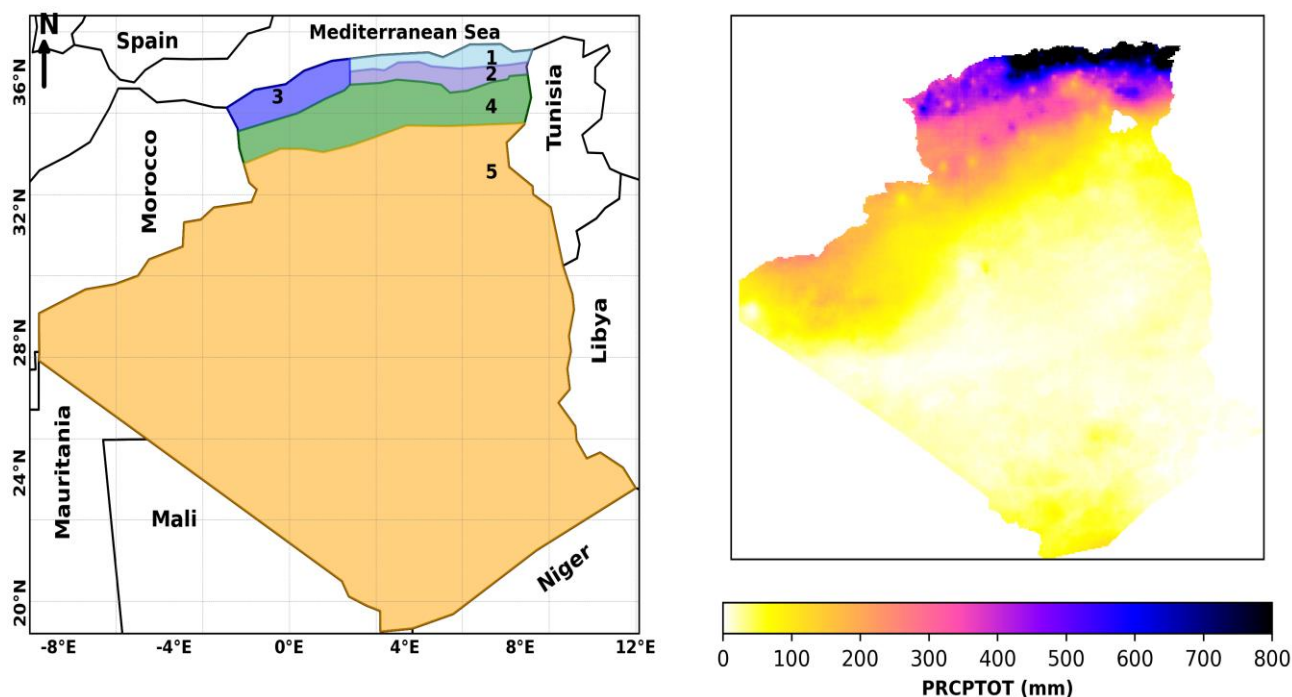 N
Spain
Mediterranean Sea
1
2
3
4
5
Tunisia
Morocco
Libya
Mauritania
Mali
Niger
36°N
32°N
28°N
24°N
20°N
-8°E
-4°E
0°E
4°E
8°E
12°E
0
100
200
300
400
500
600
700
800
PRCPTOT (mm)